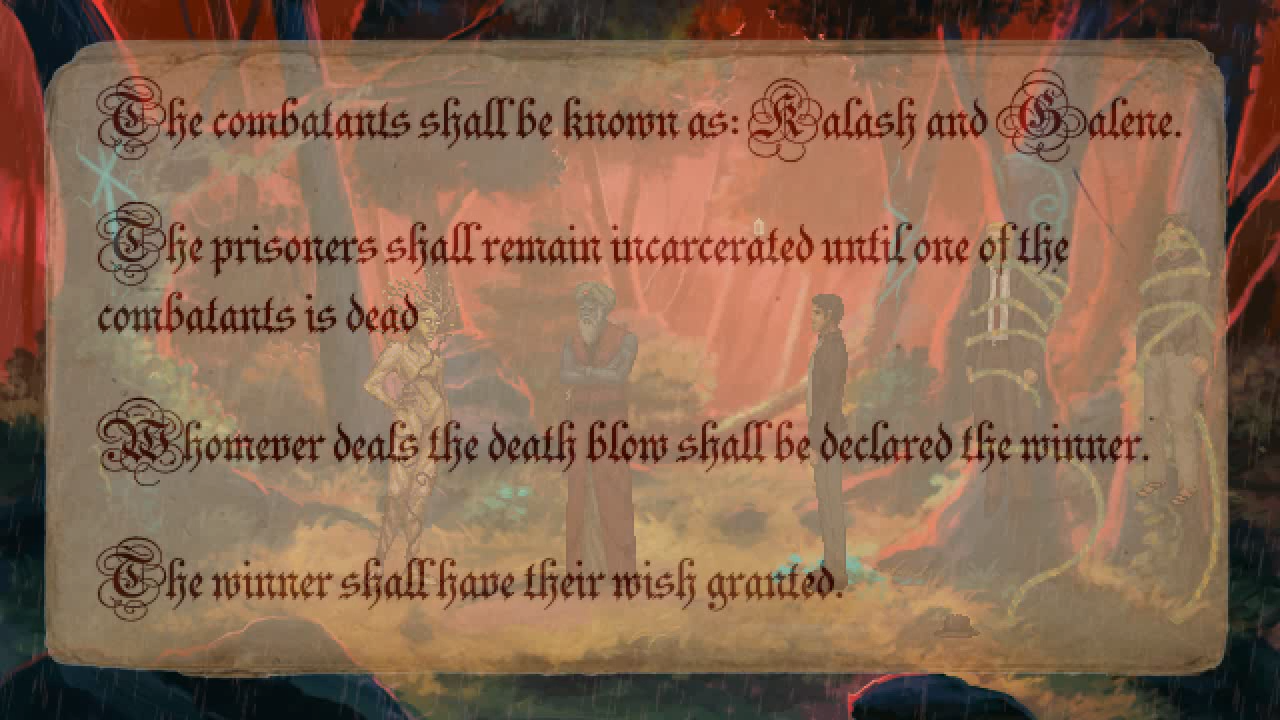 The combatants shall be known as: Kalash and Galene.
The prisoners shall remain incarcerated until one of the
combatants is dead
Whomever deals the death blow shall be declared the winner.
The winner shall have their wish granted.